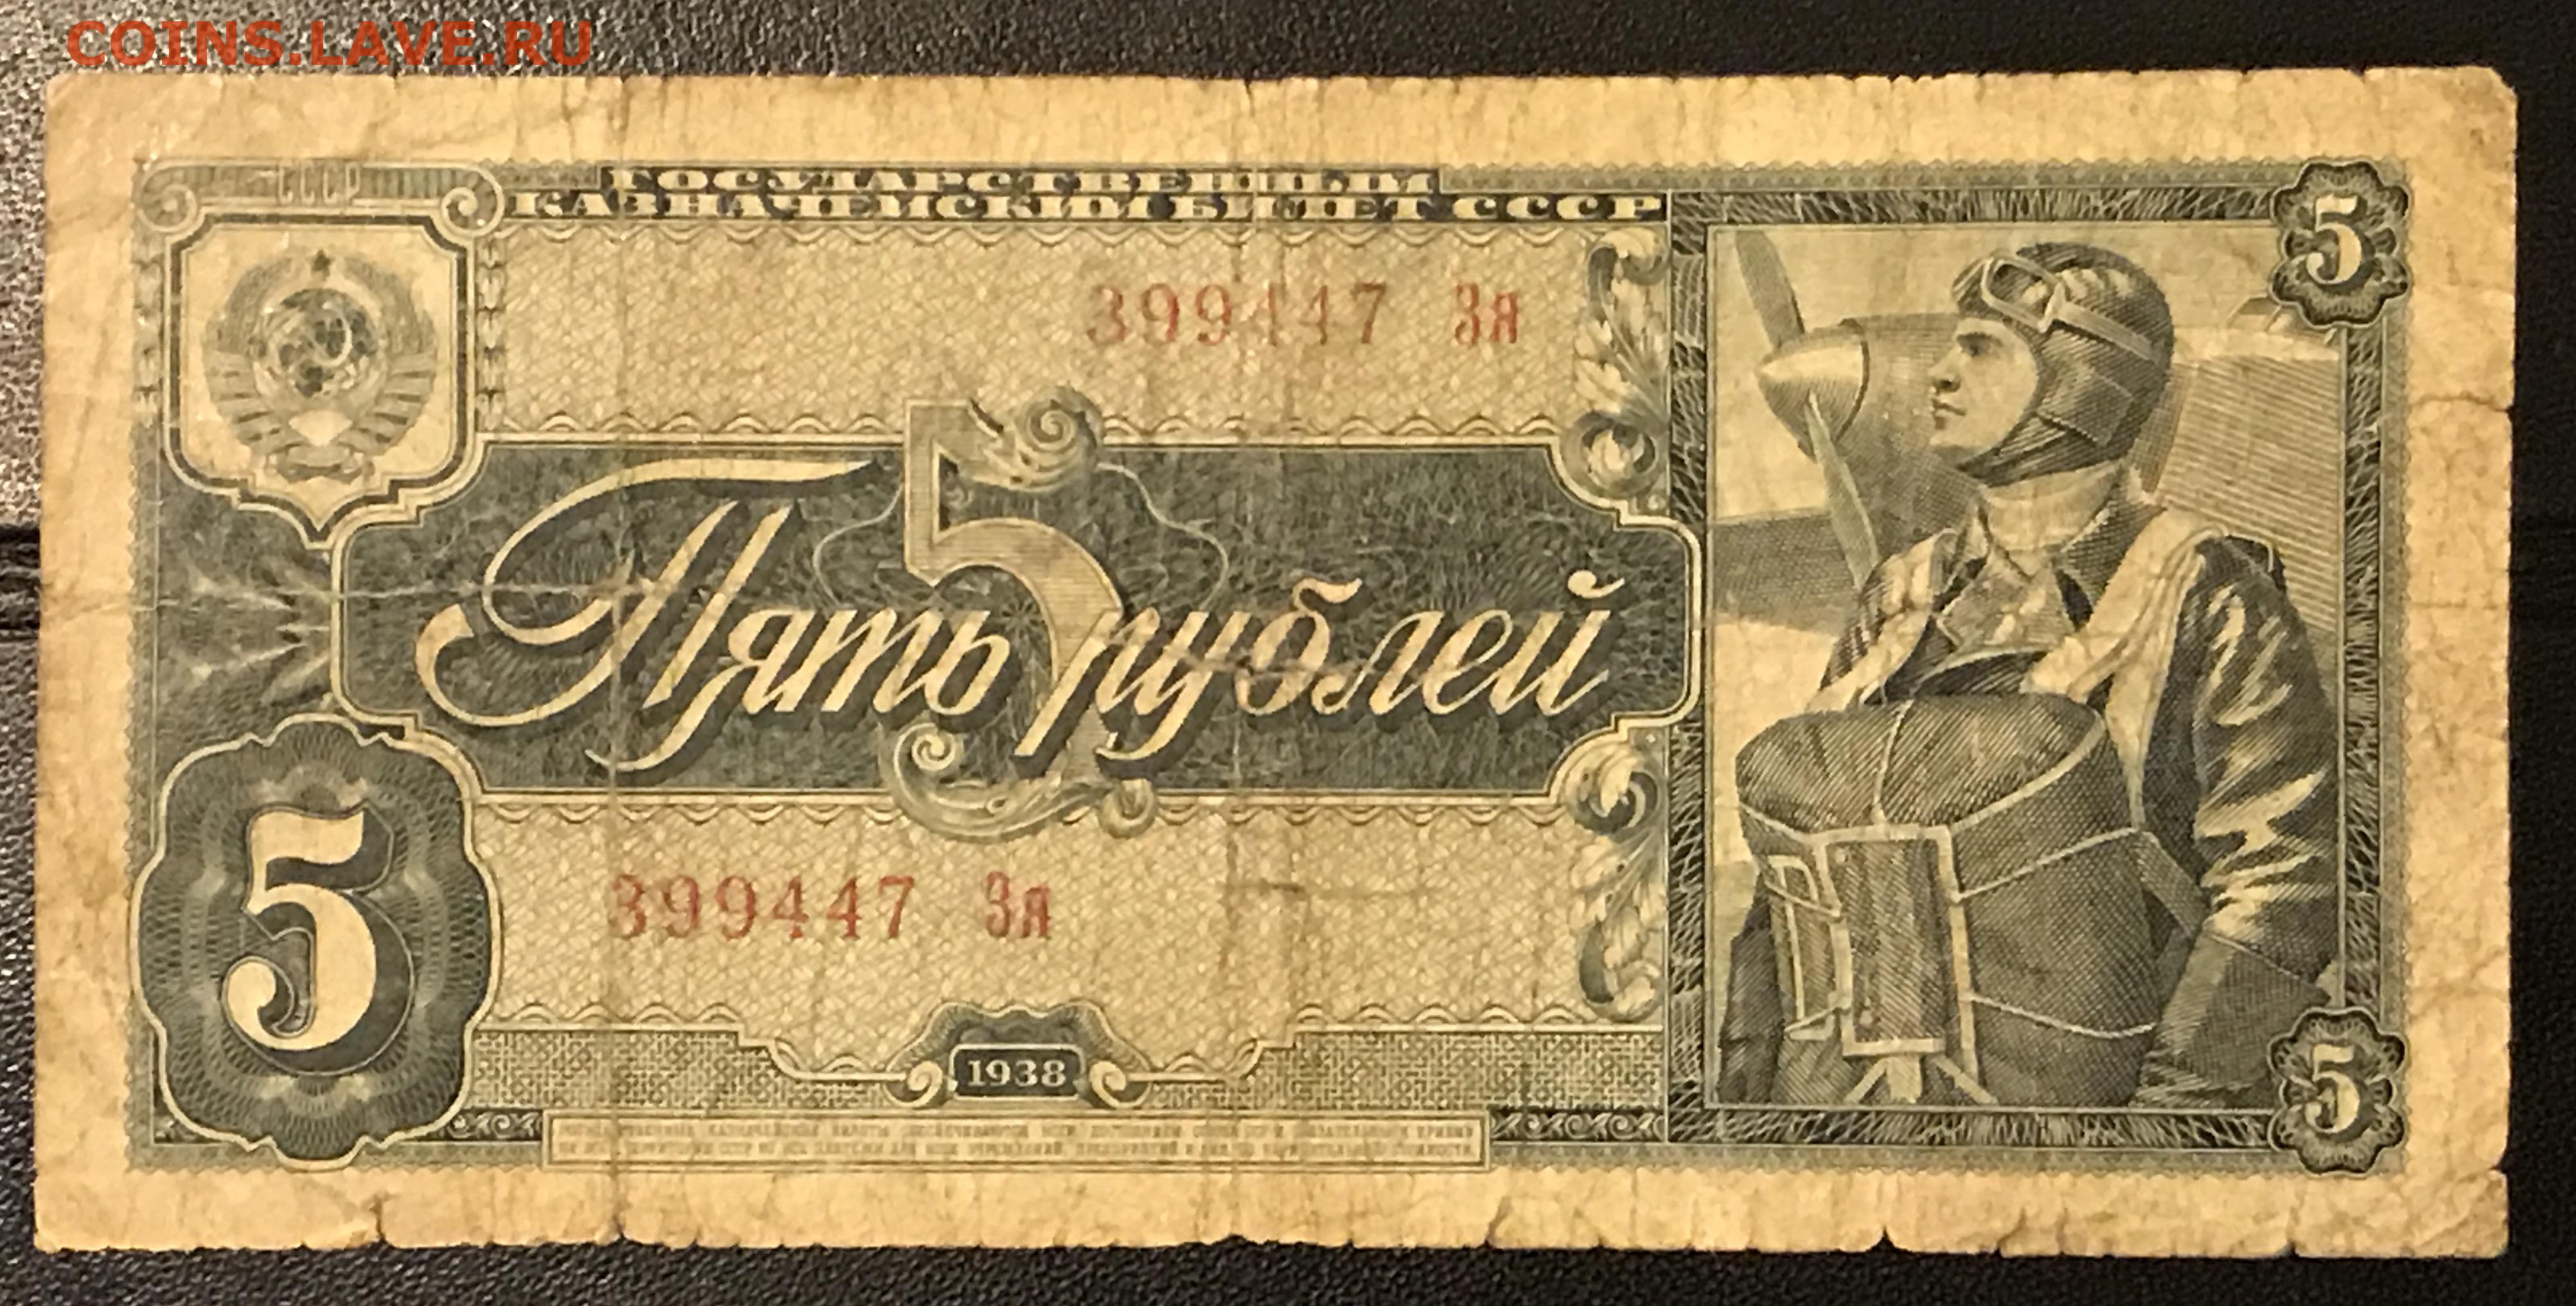 COINS.LAVE.RU
СССР
ГОСУДАРСТВЕННЫЙ
КАЗНАЧЕЙСКИЙ БИЛЕТ СССР
5
399447 Зя
5
Пять рублей
399447 Зя
5
1938
5